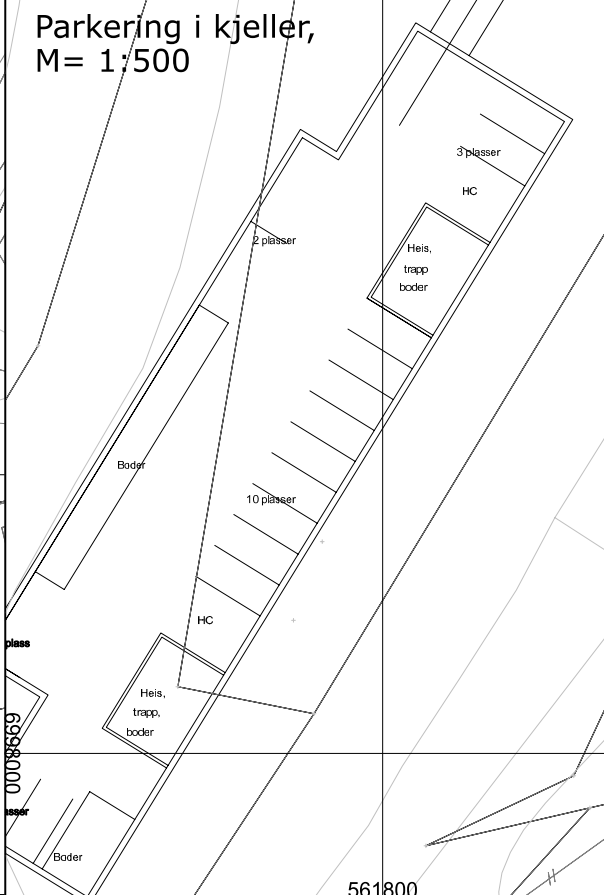 Parkering i kjeller,
M= 1:500
3 plasser
HC
2 plasser
Heis,
trapp
boder
Boder
10 plasser
HC
plass
Heis,
trapp,
boder
0008669
Boder
561800